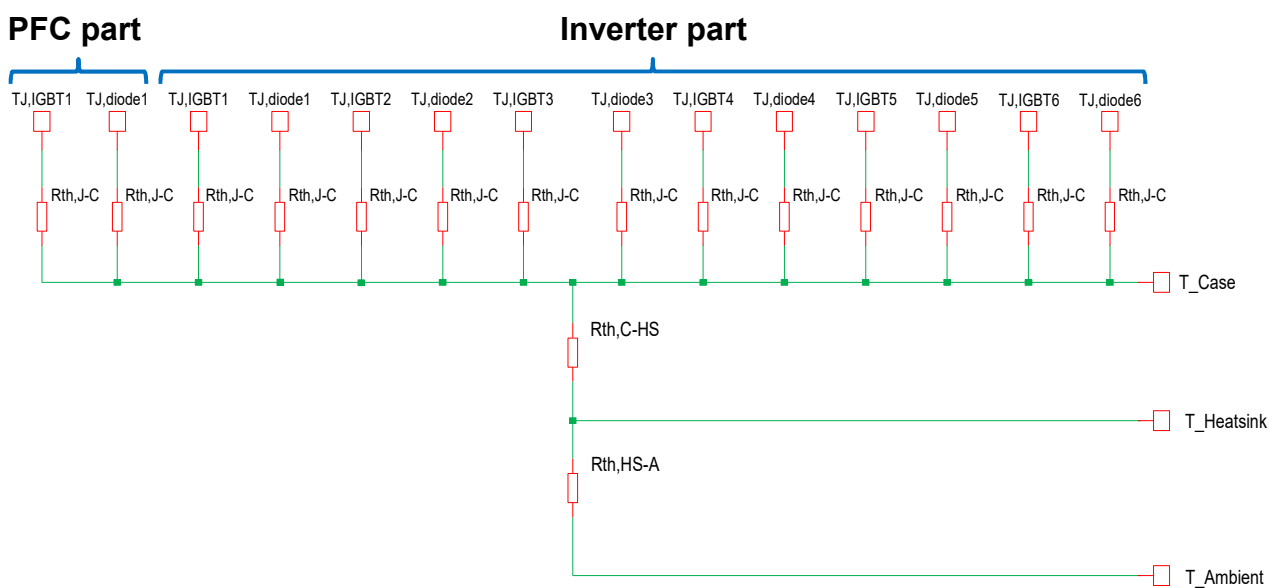 PFC part
Inverter part
TJ,IGBT1
TJ,diode1
TJ,IGBT1
TJ,diode1
TJ,IGBT2
TJ,diode2
TJ,IGBT3
TJ,diode3
TJ,IGBT4
TJ,diode4
TJ,IGBT5
TJ,diode5
TJ,IGBT6
TJ,diode6
Rth,J-C
Rth,J-C
Rth,J-C
Rth,J-C
Rth,J-C
Rth,J-C
Rth,J-C
Rth,J-C
Rth,J-C
Rth,J-C
Rth,J-C
Rth,J-C
Rth,J-C
Rth,J-C
T_Case
Rth,C-HS
T_Heatsink
Rth,HS-A
T_Ambient